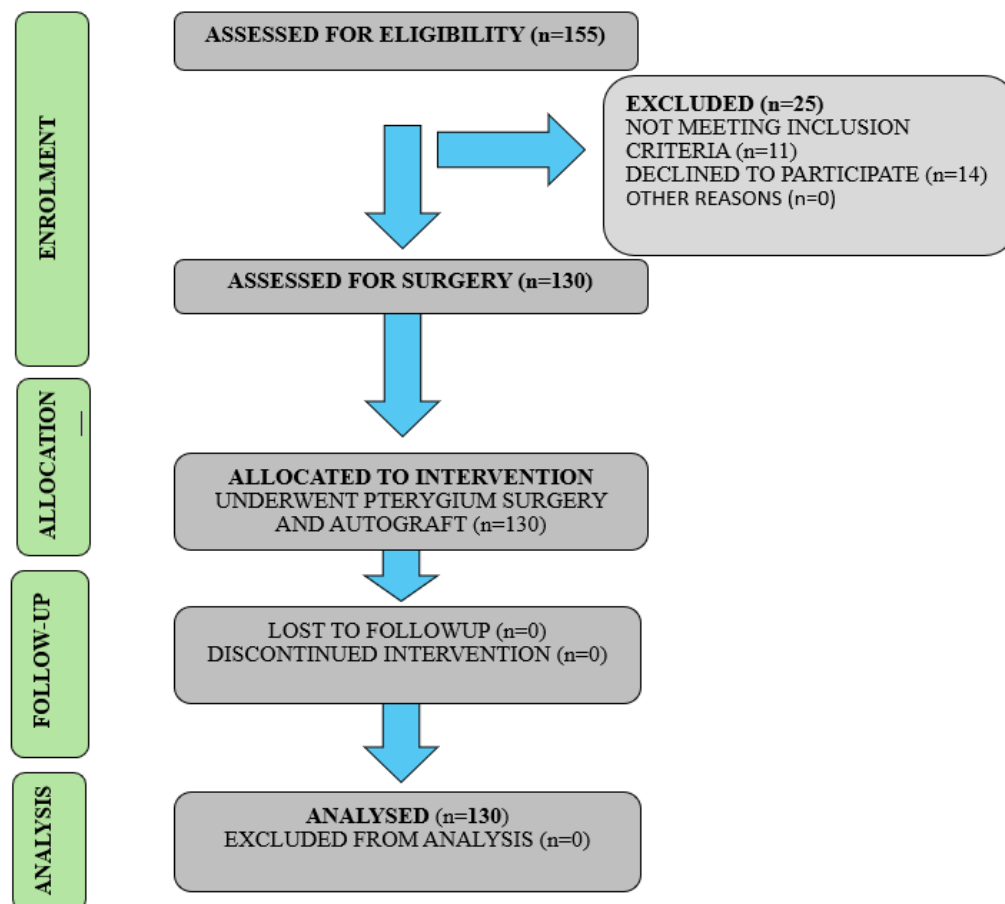 ENROLMENT
ASSESSED FOR ELIGIBILITY (n=155)
EXCLUDED (n=25)
NOT MEETING INCLUSION
CRITERIA (n=11)
DECLINED TO PARTICIPATE (n=14)
OTHER REASONS (n=0)
ASSESSED FOR SURGERY (n=130)
ALLOCATION
ALLOCATED TO INTERVENTION
UNDERWENT PTERYGIUM SURGERY
AND AUTOGRAFT (n=130)
FOLLOW-UP
LOST TO FOLLOWUP (n=0)
DISCONTINUED INTERVENTION (n=0)
ANALYSIS
ANALYSED (n=130)
EXCLUDED FROM ANALYSIS (n=0)